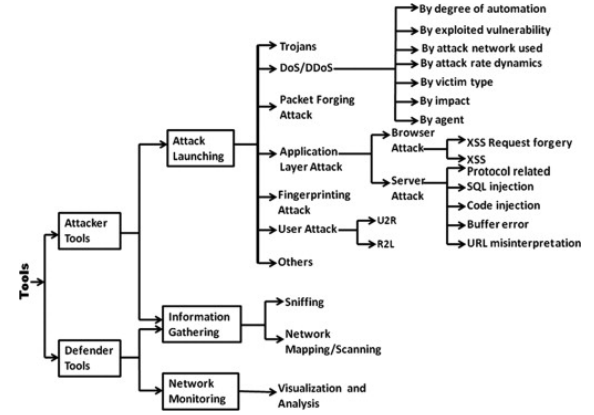 Tools
Attacker
Tools
Defender
Tools
Attack
Launching
Information
Gathering
Network
Monitoring
Trojans
DoS/DDoS
Packet Forging
Attack
Application
Layer Attack
Fingerprinting
Attack
User Attack
Others
Sniffing
Network
Mapping/Scanning
Visualization and
Analysis
By degree of automation
By exploited vulnerability
By attack network used
By attack rate dynamics
By victim type
By impact
By agent
Browser
Attack
Server
Attack
U2R
R2L
XSS Request forgery
XSS
Protocol related
SQL injection
Code injection
Buffer error
URL misinterpretation